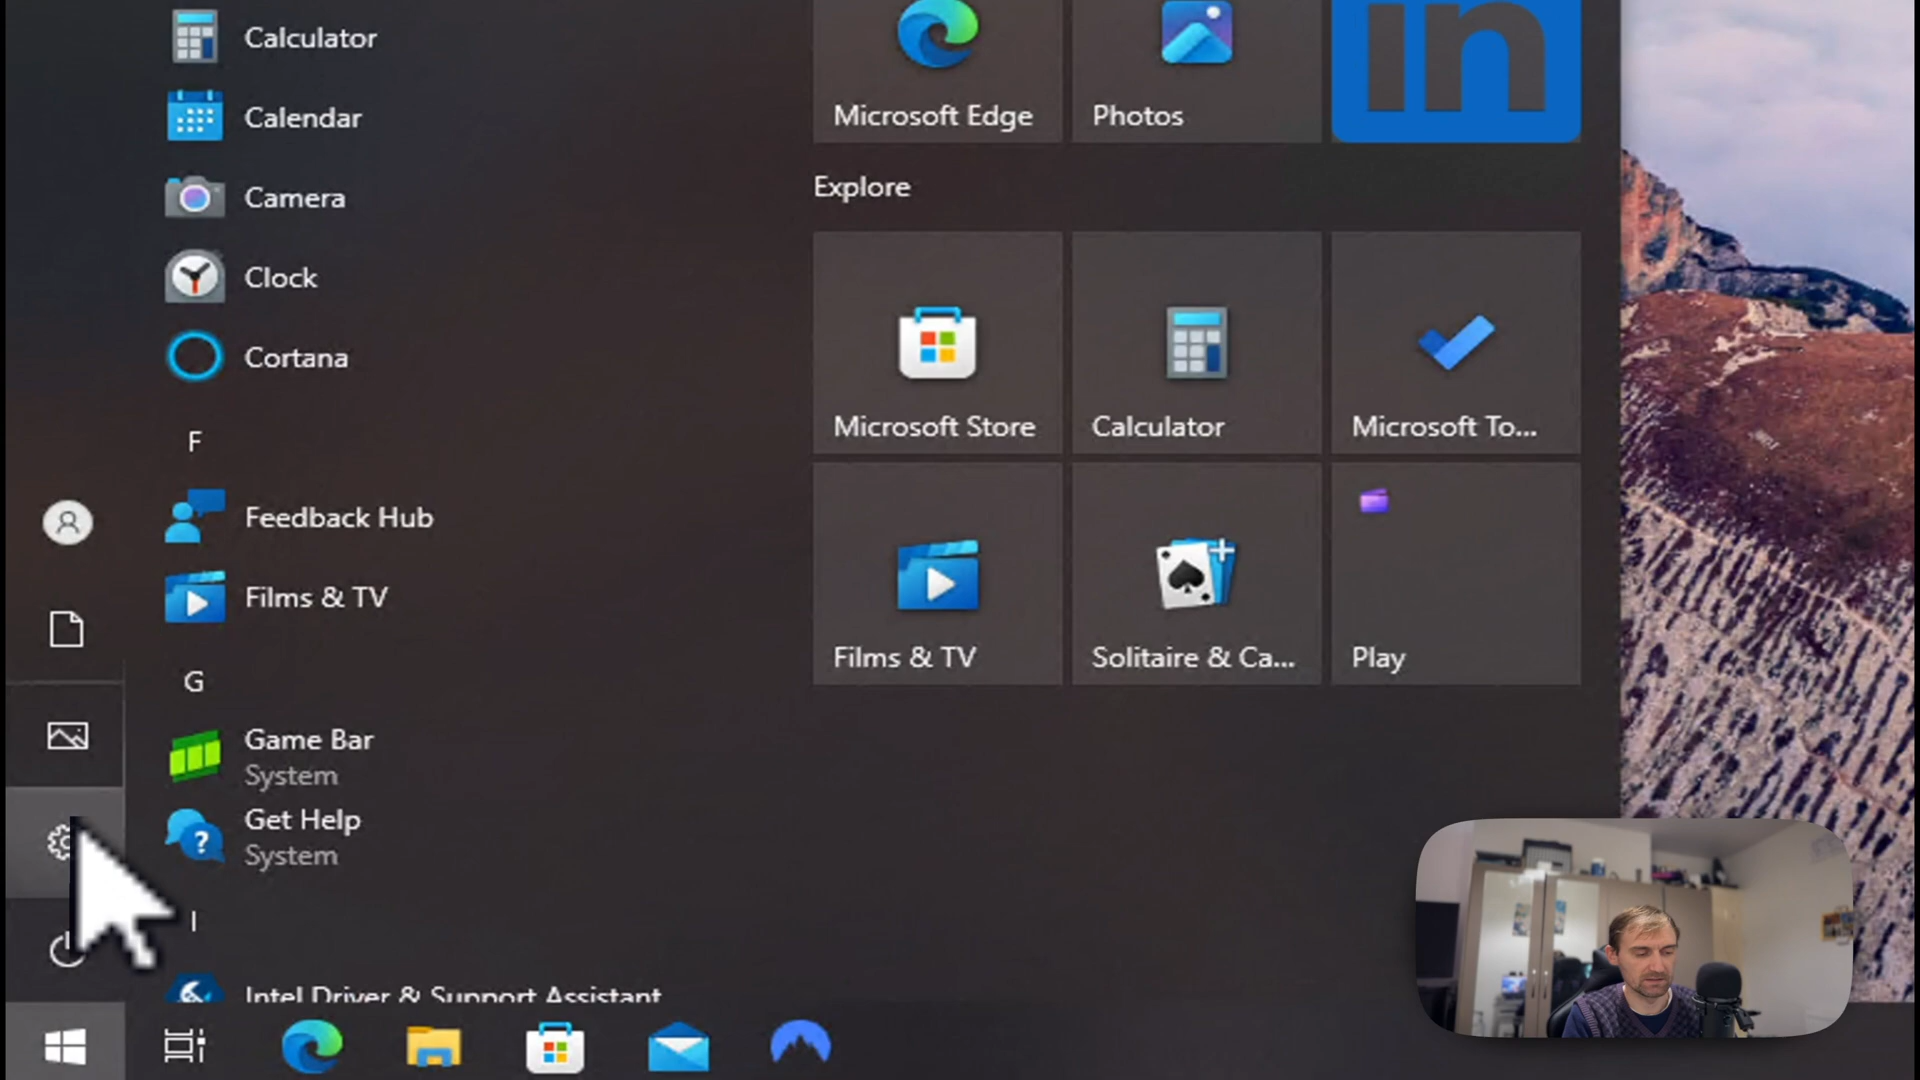 Calculator
Calendar
Camera
Clock
Cortana
F
Feedback Hub
Films & TV
G
Game Bar
System
Get Help
System
I
Intel Driver & Support Assistant
Microsoft Edge
Photos
in
Explore
Microsoft Store
Calculator
Microsoft To...
Films & TV
Solitaire & Ca...
Play